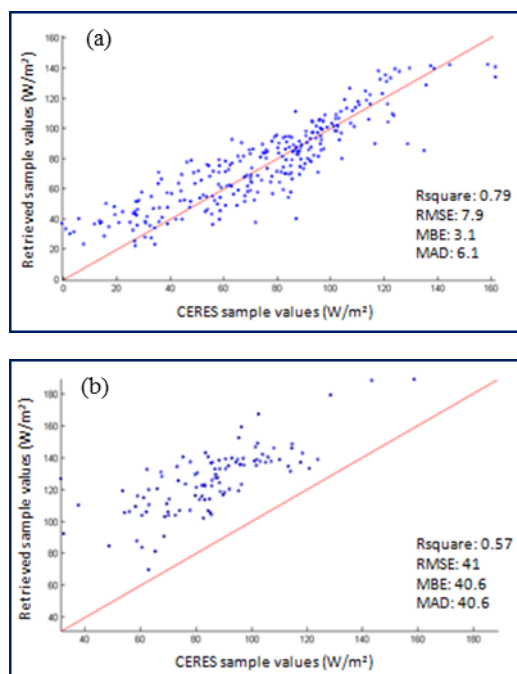 (a)
160
140
120
100
80
60
40
20
0
Retrieved sample values (W/m²)
0 20 40 60 80 100 120 140 160
CERES sample values (W/m²)
Rsquare: 0.79
RMSE: 7.9
MBE: 3.1
MAD: 6.1
(b)
180
160
140
120
100
80
60
40
Retrieved sample values (W/m²)
40 60 80 100 120 140 160 180
CERES sample values (W/m²)
Rsquare: 0.57
RMSE: 41
MBE: 40.6
MAD: 40.6